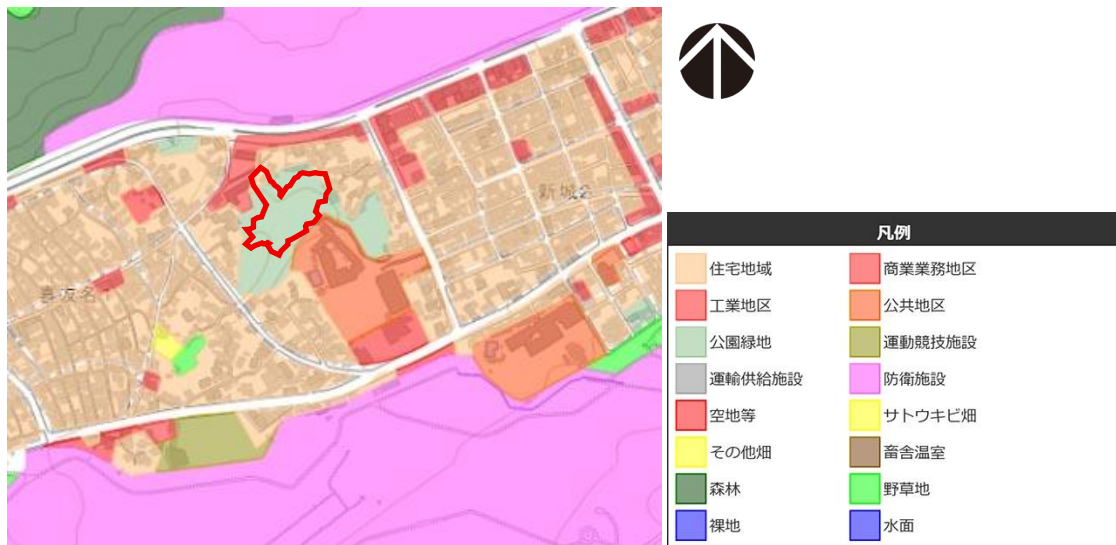 新城2
喜友名
凡例
住宅地域
商業業務地区
工業地区
公共地区
公園緑地
運動競技施設
運輸供給施設
防衛施設
空地等
サトウキビ畑
その他畑
畜舎温室
森林
野草地
裸地
水面